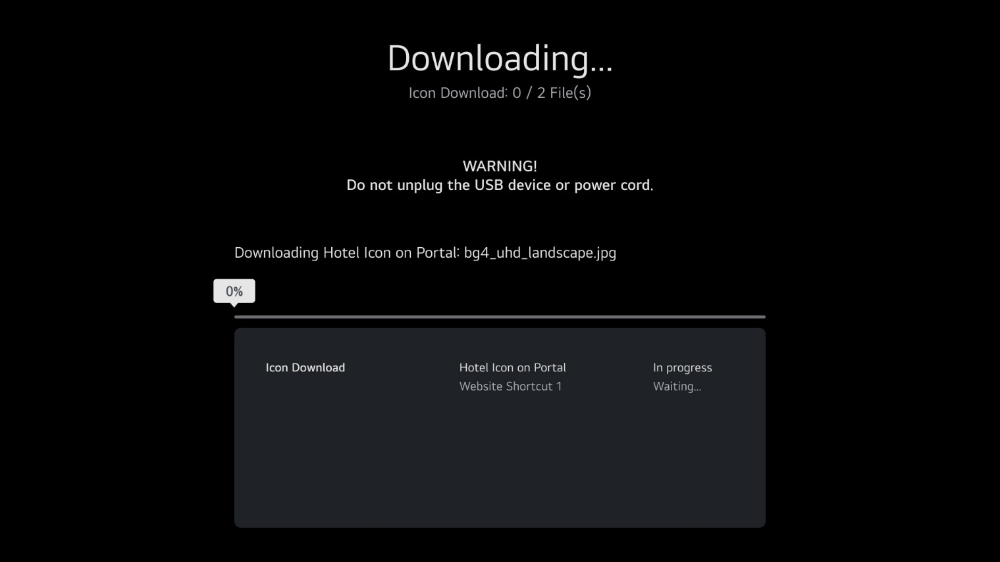 Downloading...
Icon Download: 0 / 2 File(s)
WARNING!
Do not unplug the USB device or power cord.
Downloading Hotel Icon on Portal: bg4_uhd_landscape.jpg
0%
Icon Download Hotel Icon on Portal In progress
Website Shortcut 1 Waiting...